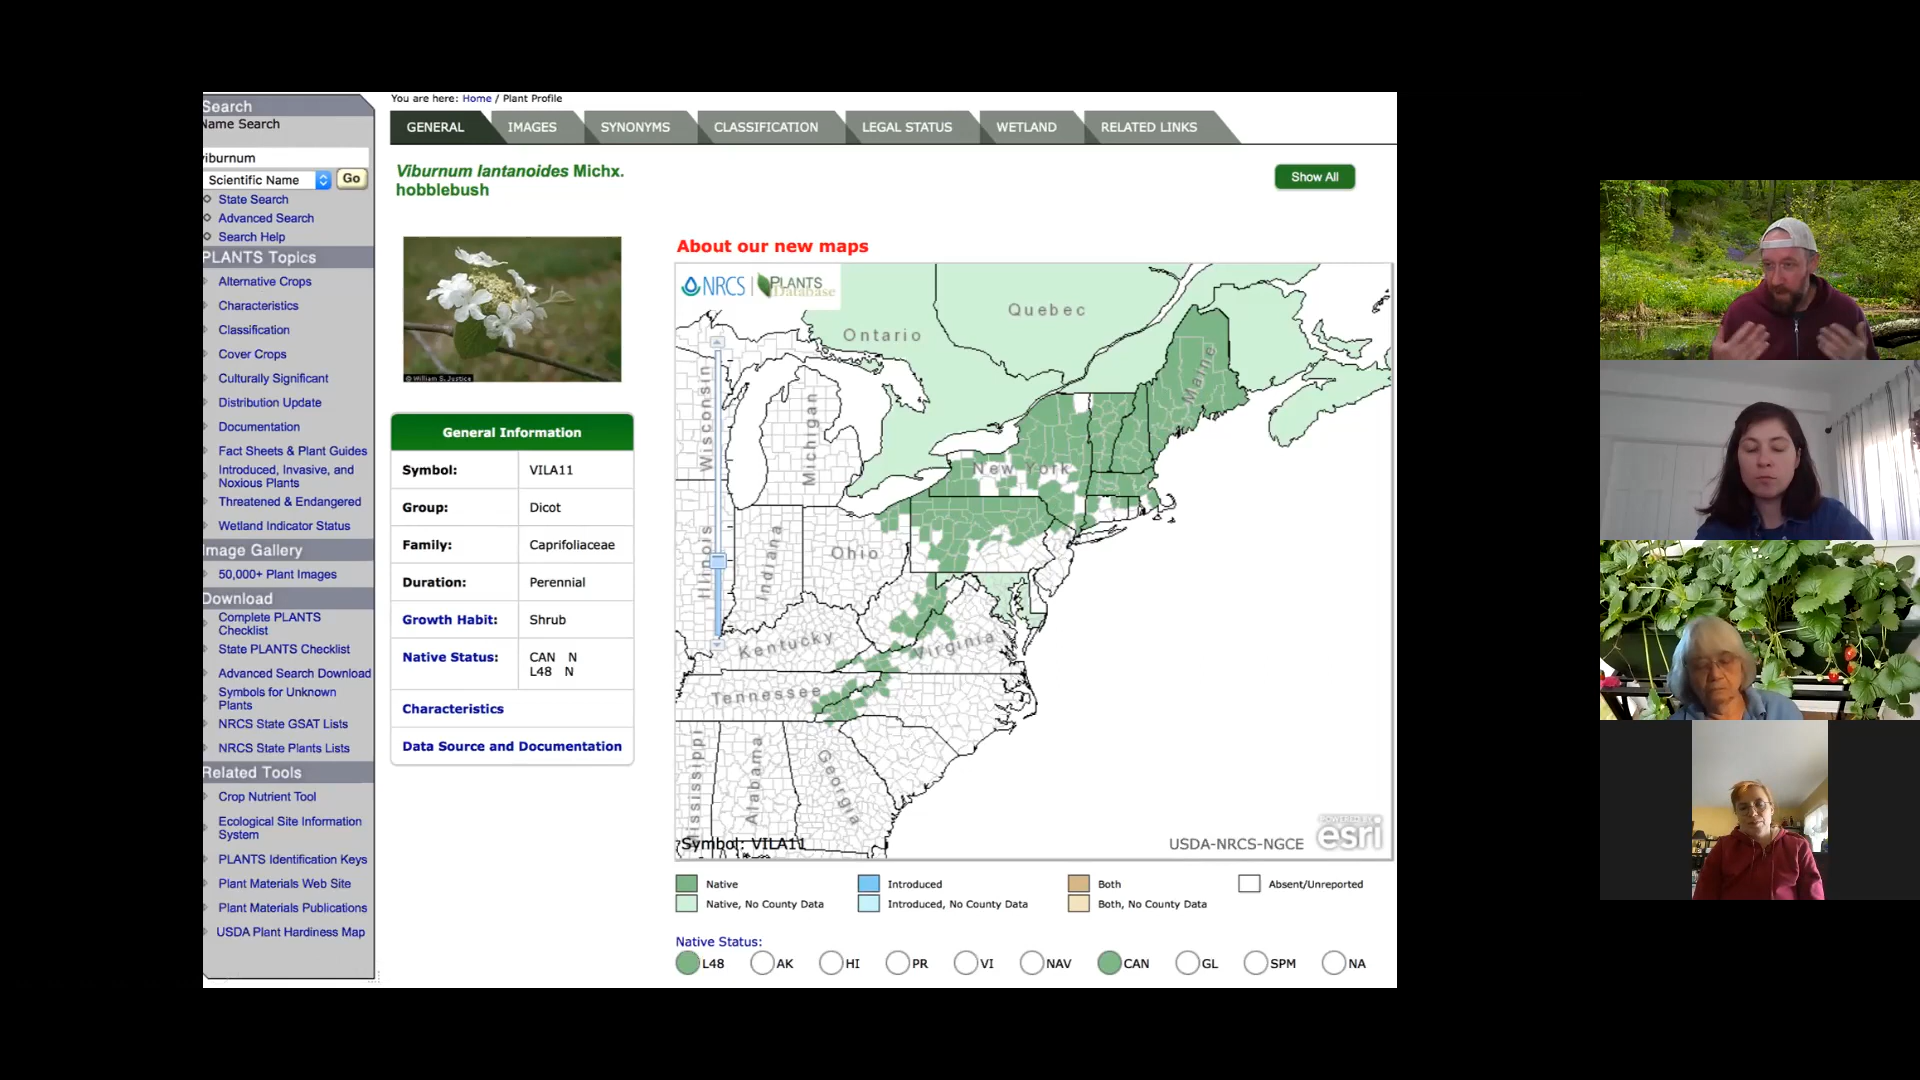 Search
Name Search
viburnum
Scientific Name
Go
State Search
Advanced Search
Search Help
PLANTS Topics
Alternative Crops
Characteristics
Classification
Cover Crops
Culturally Significant
Distribution Update
Documentation
Fact Sheets & Plant Guides
Introduced, Invasive, and
Noxious Plants
Threatened & Endangered
Wetland Indicator Status
Image Gallery
50,000+ Plant Images
Download
Complete PLANTS
Checklist
State PLANTS Checklist
Advanced Search Download
Symbols for Unknown
Plants
NRCS State GSAT Lists
NRCS State Plants Lists
Related Tools
Crop Nutrient Tool
Ecological Site Information
System
PLANTS Identification Keys
Plant Materials Web Site
Plant Materials Publications
USDA Plant Hardiness Map
You are here: Home / Plant Profile
GENERAL IMAGES SYNONYMS CLASSIFICATION LEGAL STATUS WETLAND RELATED LINKS
Viburnum lantanoides Michx.
hobblebush
Show All
© William S. Justice
General Information
Symbol: VILA11
Group: Dicot
Family: Caprifoliaceae
Duration: Perennial
Growth Habit: Shrub
Native Status: CAN N
L48 N
Characteristics
Data Source and Documentation
About our new maps
NRCS | PLANTS
Database
Quebec
Ontario
Maine
Wisconsin
Michigan
New York
Illinois
Indiana
Ohio
Kentucky
Virginia
Tennessee
Mississippi
Alabama
Georgia
Symbol: VILA11
USDA-NRCS-NGCE
POWERED BY
esri
Native Introduced Both Absent/Unreported
Native, No County Data Introduced, No County Data Both, No County Data
Native Status:
L48 AK HI PR VI NAV CAN GL SPM NA